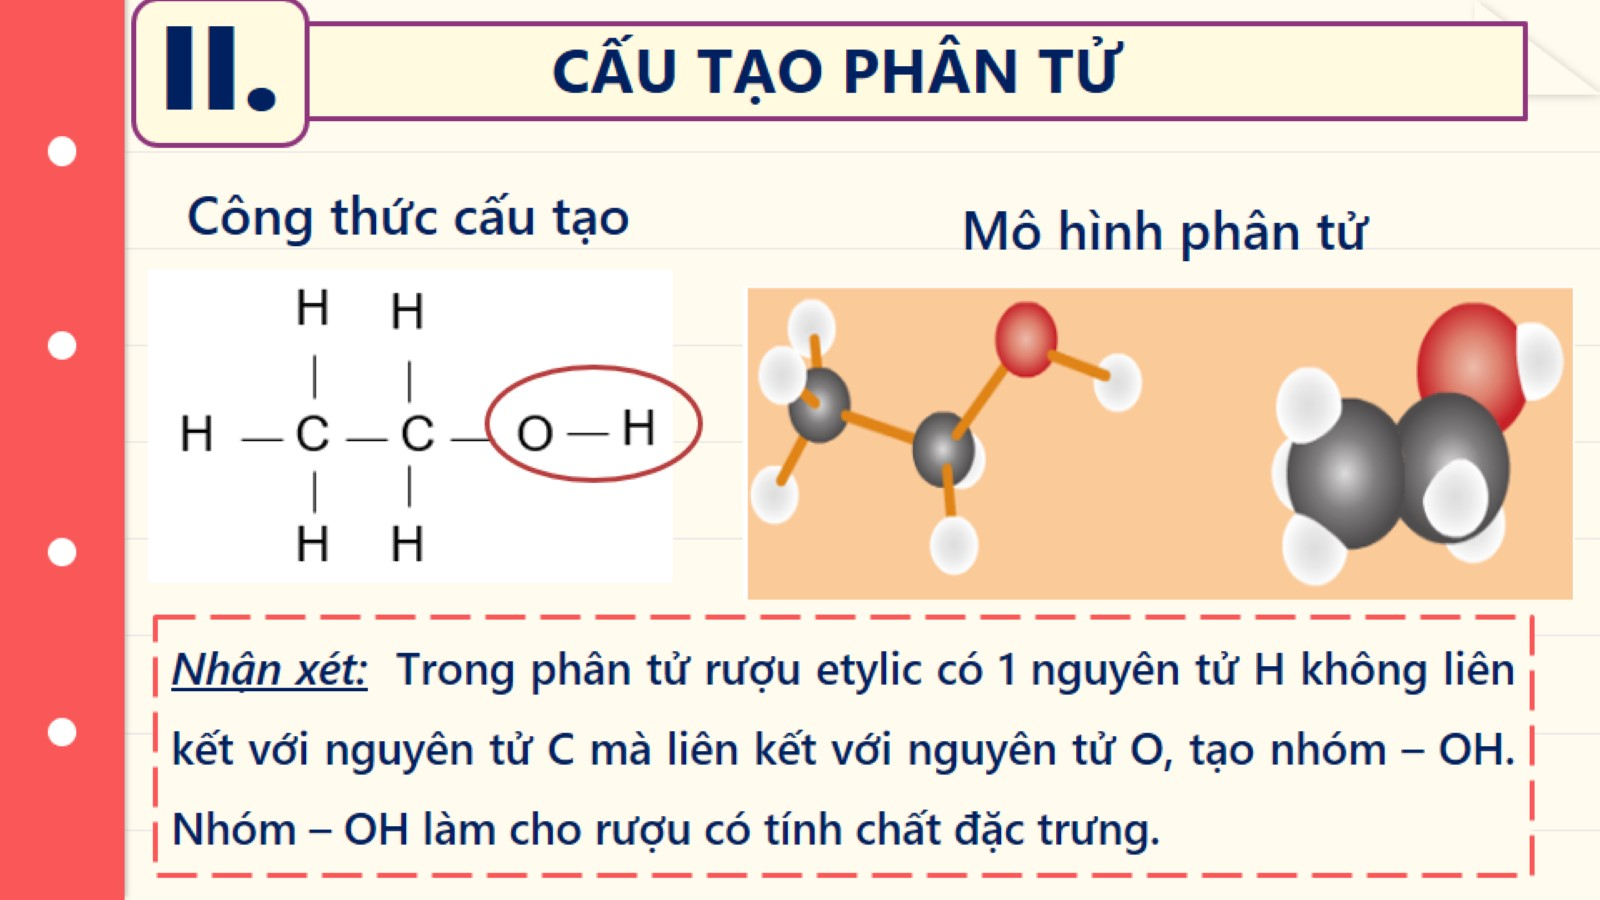 II.
CẤU TẠO PHÂN TỬ
Công thức cấu tạo
Mô hình phân tử
H H
H — C — C — O — H
H H
Nhận xét: Trong phân tử rượu etylic có 1 nguyên tử H không liên
kết với nguyên tử C mà liên kết với nguyên tử O, tạo nhóm – OH.
Nhóm – OH làm cho rượu có tính chất đặc trưng.